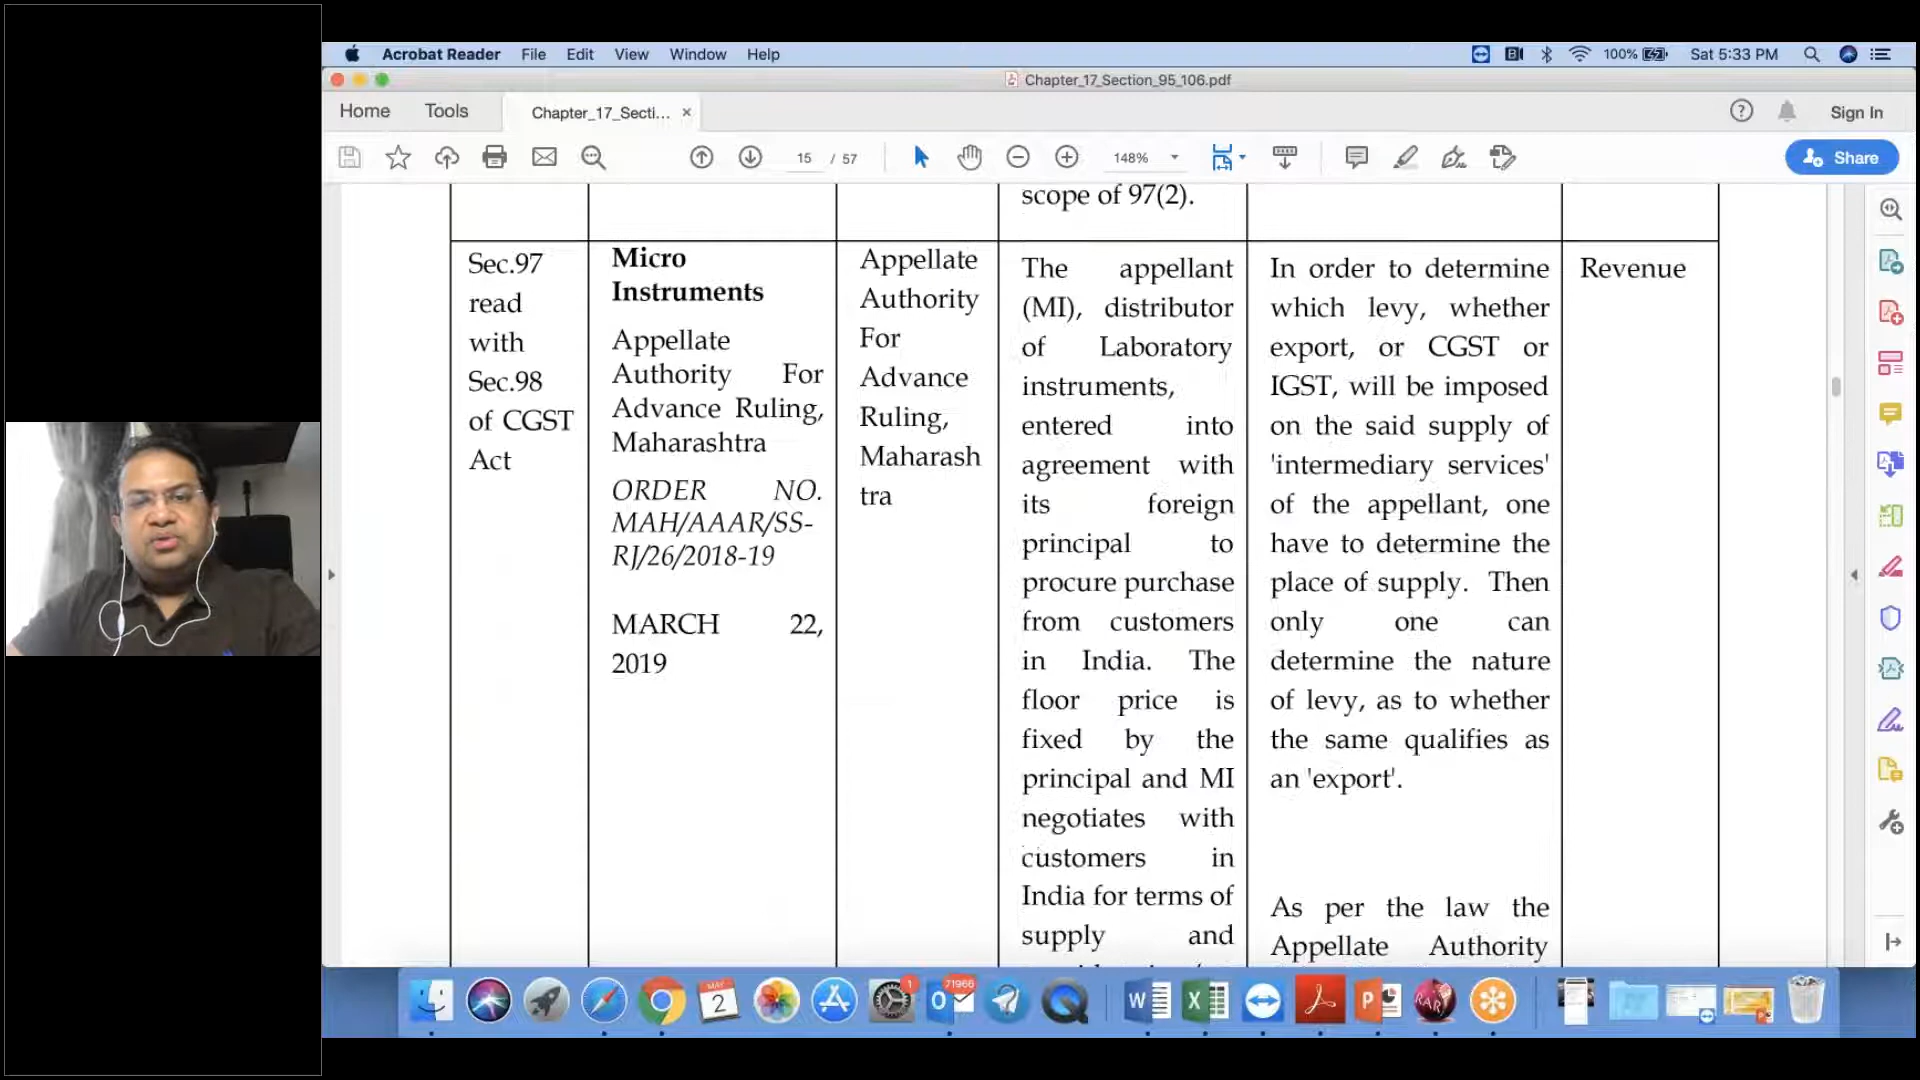 Acrobat Reader File Edit View Window Help
100% Sat 5:33 PM
Chapter_17_Section_95_106.pdf
Home Tools Chapter_17_Secti... × Sign In
15 / 57 148% Share
scope of 97(2).
Sec.97
read
with
Sec.98
of CGST
Act
Micro
Instruments
Appellate
Authority For
Advance Ruling,
Maharashtra
ORDER NO.
MAH/AAAR/SS-
RJ/26/2018-19
MARCH 22,
2019
Appellate
Authority
For
Advance
Ruling,
Maharash
tra
The appellant
(MI), distributor
of Laboratory
instruments,
entered into
agreement with
its foreign
principal to
procure purchase
from customers
in India. The
floor price is
fixed by the
principal and MI
negotiates with
customers in
India for terms of
supply and
In order to determine
which levy, whether
export, or CGST or
IGST, will be imposed
on the said supply of
'intermediary services'
of the appellant, one
have to determine the
place of supply. Then
only one can
determine the nature
of levy, as to whether
the same qualifies as
an 'export'.
As per the law the
Appellate Authority
Revenue
MAY
2
1
71966
RAR